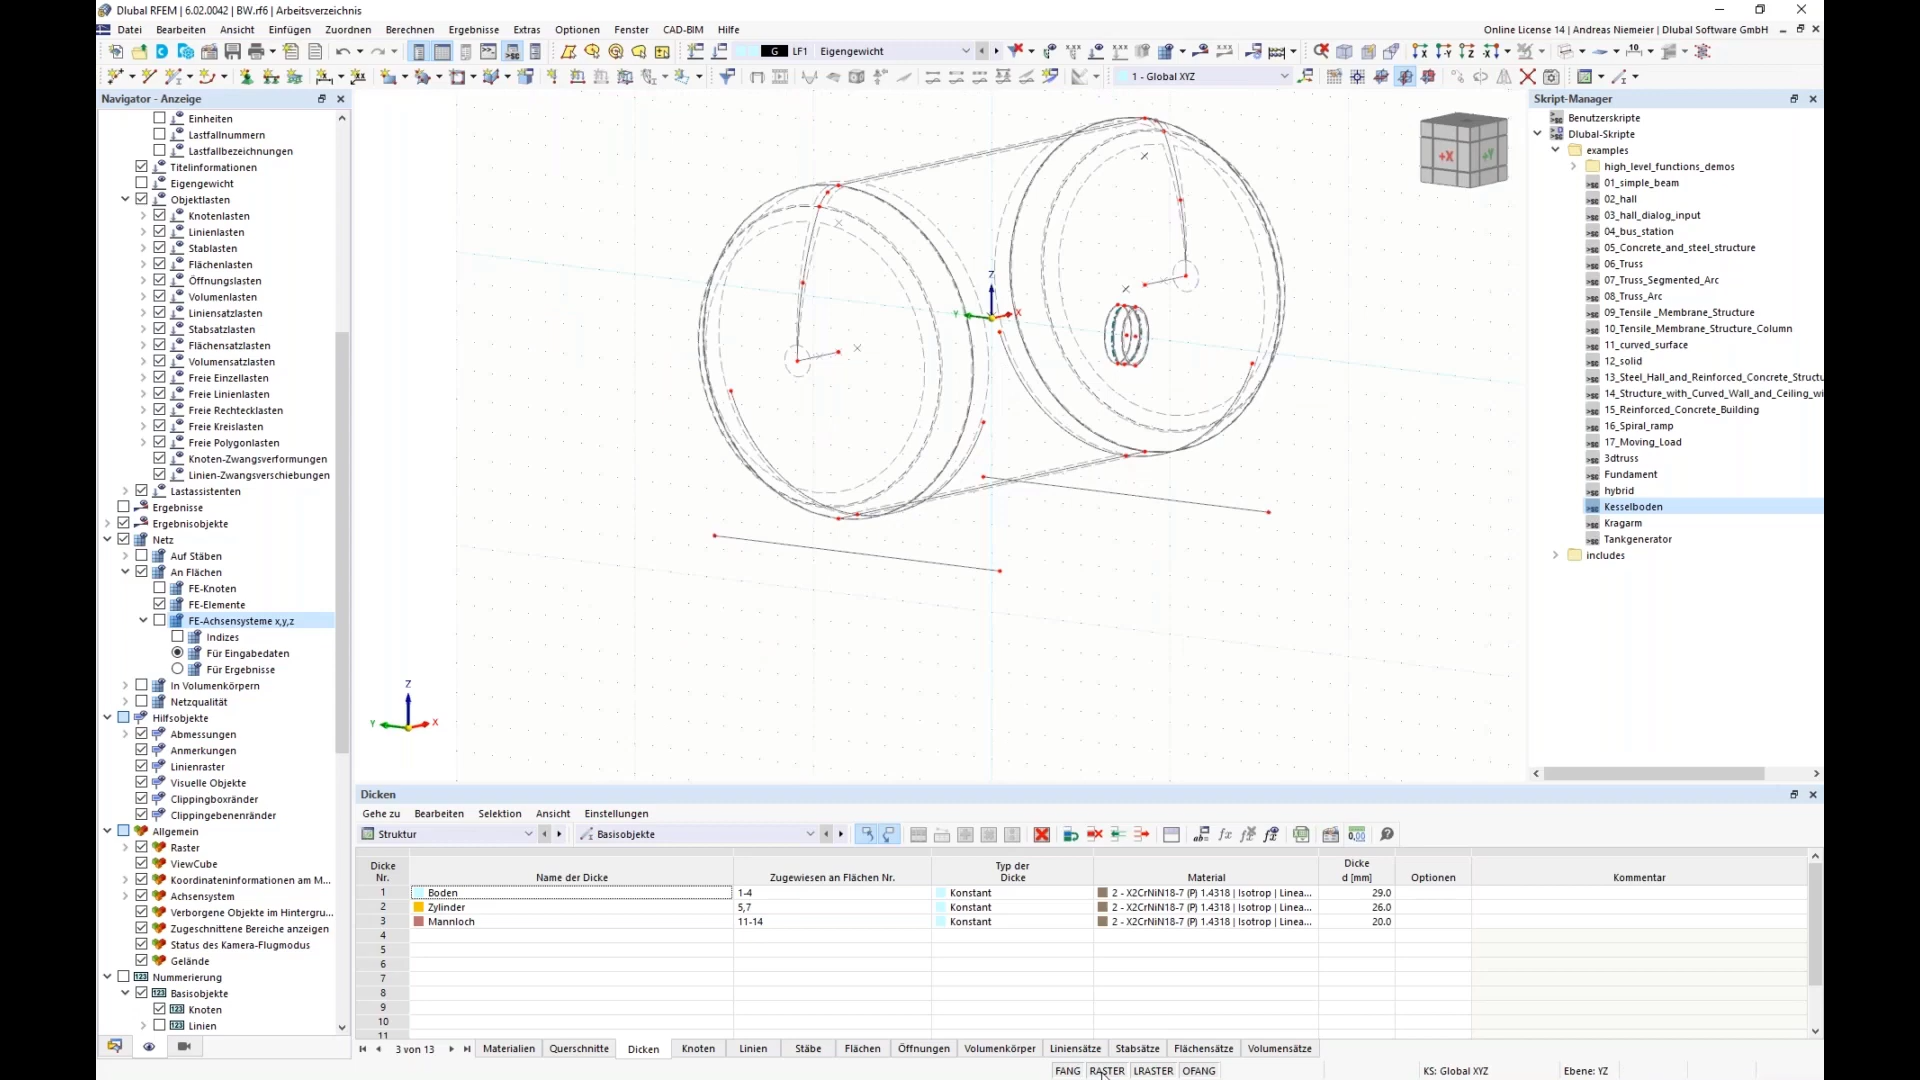 Dlubal RFEM | 6.02.0042 | BW.rf6 | Arbeitsverzeichnis
Datei Bearbeiten Ansicht Einfügen Zuordnen Berechnen Ergebnisse Extras Optionen Fenster CAD-BIM Hilfe
Online License 14 | Andreas Niemeier | Dlubal Software GmbH
G LF1 Eigengewicht
1 - Global XYZ
Navigator - Anzeige
Einheiten
Lastfallnummern
Lastfallbezeichnungen
Titelinformationen
Eigengewicht
Objektlasten
Knotenlasten
Linienlasten
Stablasten
Flächenlasten
Öffnungslasten
Volumenlasten
Liniensatzlasten
Stabsatzlasten
Flächensatzlasten
Volumensatzlasten
Freie Einzellasten
Freie Linienlasten
Freie Rechtecklasten
Freie Kreislasten
Freie Polygonlasten
Knoten-Zwangsverformungen
Linien-Zwangsverschiebungen
Lastassistenten
Ergebnisse
Ergebnisobjekte
Netz
Auf Stäben
An Flächen
FE-Knoten
FE-Elemente
FE-Achsensysteme x,y,z
Indizes
Für Eingabedaten
Für Ergebnisse
In Volumenkörpern
Netzqualität
Hilfsobjekte
Abmessungen
Anmerkungen
Linienraster
Visuelle Objekte
Clippingboxränder
Clippingebenenränder
Allgemein
Raster
ViewCube
Koordinateninformationen am M...
Achsensystem
Verborgene Objekte im Hintergru...
Zugeschnittene Bereiche anzeigen
Status des Kamera-Flugmodus
Gelände
Nummerierung
Basisobjekte
Knoten
Linien
Z
Y X
Z
Y X
+X +Y
Skript-Manager
Benutzerskripte
Dlubal-Skripte
examples
high_level_functions_demos
01_simple_beam
02_hall
03_hall_dialog_input
04_bus_station
05_Concrete_and_steel_structure
06_Truss
07_Truss_Segmented_Arc
08_Truss_Arc
09_Tensile _Membrane_Structure
10_Tensile _Membrane_Structure_Column
11_curved_surface
12_solid
13_Steel_Hall_and_Reinforced_Concrete_Structu
14_Structure_with_Curved_Wall_and_Ceiling_wi
15_Reinforced_Concrete_Building
16_Spiral_ramp
17_Moving_Load
3dtruss
Fundament
hybrid
Kesselboden
Kragarm
Tankgenerator
includes
Dicken
Gehe zu Bearbeiten Selektion Ansicht Einstellungen
Struktur Basisobjekte
Dicke Nr. Name der Dicke Zugewiesen an Flächen Nr. Typ der Dicke Material Dicke d [mm] Optionen Kommentar
1 Boden 1-4 Konstant 2 - X2CrNiN18-7 (P) 1.4318 | Isotrop | Linea... 29.0
2 Zylinder 5,7 Konstant 2 - X2CrNiN18-7 (P) 1.4318 | Isotrop | Linea... 26.0
3 Mannloch 11-14 Konstant 2 - X2CrNiN18-7 (P) 1.4318 | Isotrop | Linea... 20.0
4
5
6
7
8
9
10
11
3 von 13 Materialien Querschnitte Dicken Knoten Linien Stäbe Flächen Öffnungen Volumenkörper Liniensätze Stabsätze Flächensätze Volumensätze
FANG RASTER LRASTER OFANG KS: Global XYZ Ebene: YZ